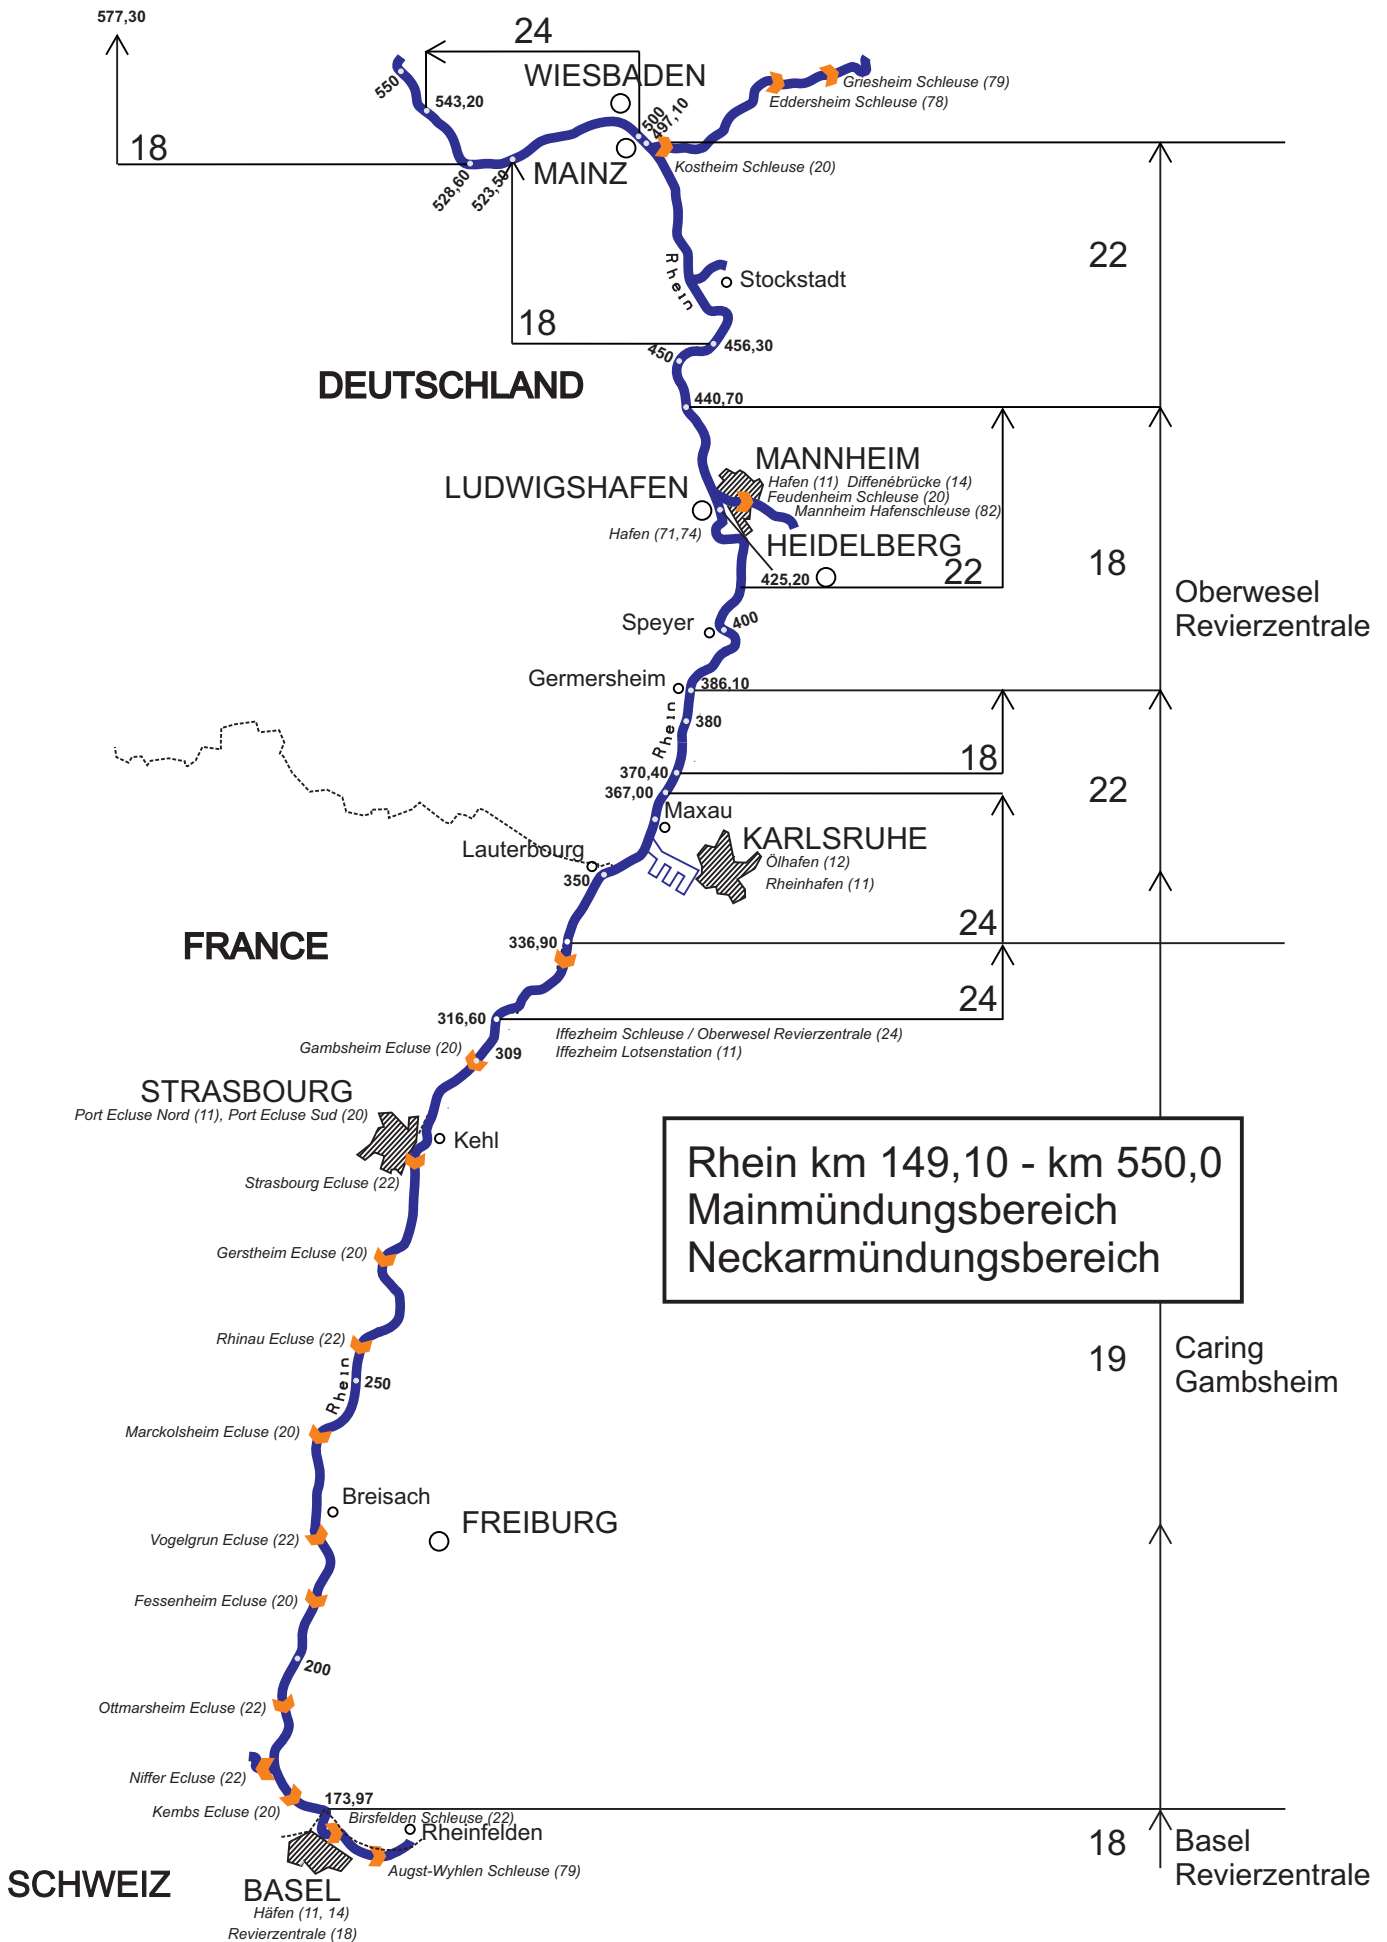 577,30
24
WIESBADEN
550
543,20
500
497,10
Griesheim Schleuse (79)
Eddersheim Schleuse (78)
18
528,60
523,50
MAINZ
Kostheim Schleuse (20)
22
Rhein
Stockstadt
18
456,30
450
DEUTSCHLAND
440,70
MANNHEIM
Hafen (11) Diffenébrücke (14)
Feudenheim Schleuse (20)
Mannheim Hafenschleuse (82)
LUDWIGSHAFEN
Hafen (71,74)
HEIDELBERG
425,20
22
18
Oberwesel
Revierzentrale
Speyer
400
Germersheim
386,10
Rhein
380
18
370,40
367,00
22
Maxau
KARLSRUHE
Ölhafen (12)
Rheinhafen (11)
Lauterbourg
350
24
336,90
FRANCE
24
316,60
Iffezheim Schleuse / Oberwesel Revierzentrale (24)
Iffezheim Lotsenstation (11)
Gambsheim Ecluse (20)
309
STRASBOURG
Port Ecluse Nord (11), Port Ecluse Sud (20)
Kehl
Strasbourg Ecluse (22)
Rhein km 149,10 - km 550,0
Mainmündungsbereich
Neckarmündungsbereich
Gerstheim Ecluse (20)
Rhinau Ecluse (22)
19
Caring
Gambsheim
Rhein
250
Marckolsheim Ecluse (20)
Breisach
FREIBURG
Vogelgrun Ecluse (22)
Fessenheim Ecluse (20)
200
Ottmarsheim Ecluse (22)
Niffer Ecluse (22)
Kembs Ecluse (20)
173,97
Birsfelden Schleuse (22)
Rheinfelden
18
Basel
Revierzentrale
Augst-Wyhlen Schleuse (79)
SCHWEIZ
BASEL
Häfen (11, 14)
Revierzentrale (18)